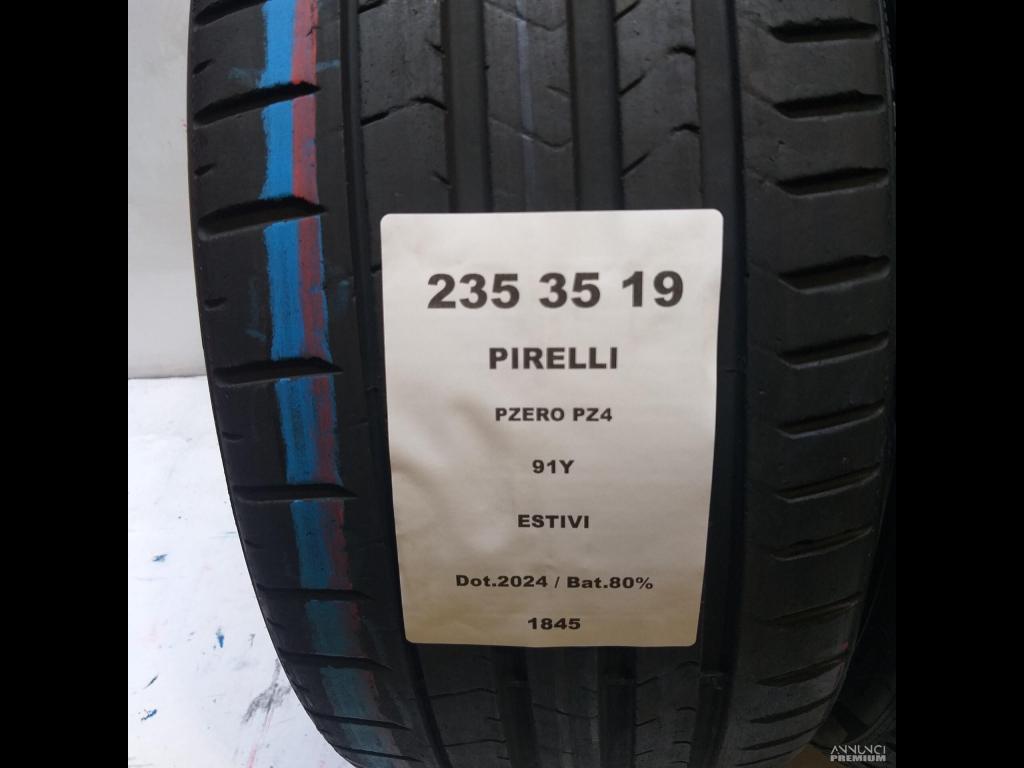 235 35 19
PIRELLI
PZERO PZ4
91Y
ESTIVI
Dot.2024 / Bat.80%
1845
ANNUNCI
PREMIUM